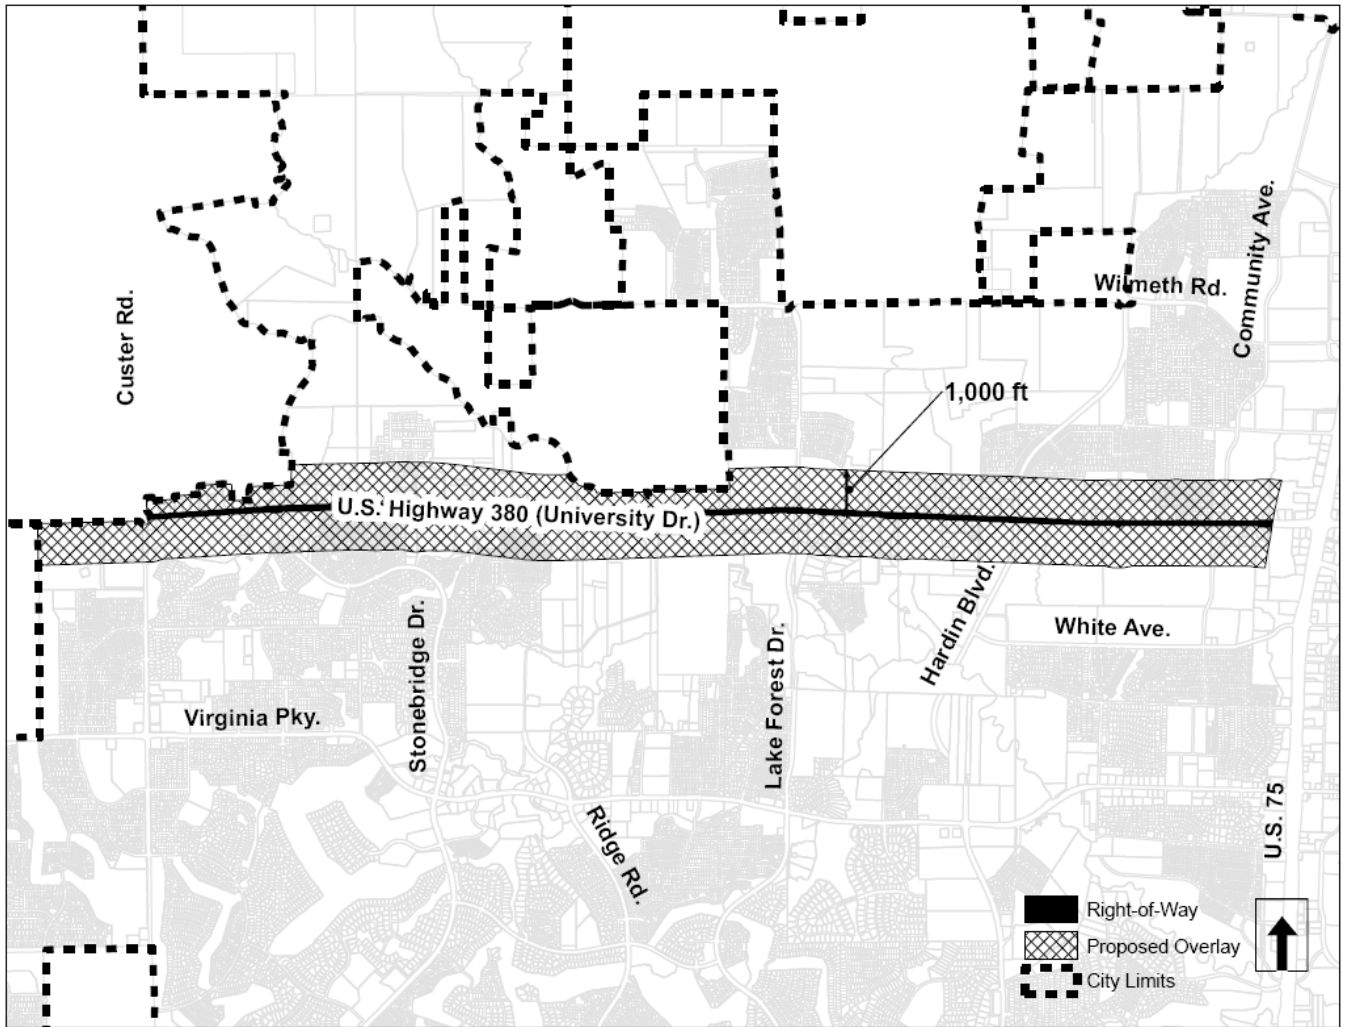 Custer Rd.
Community Ave.
Wilmeth Rd.
1,000 ft
U.S. Highway 380 (University Dr.)
Stonebridge Dr.
Hardin Blvd.
White Ave.
Lake Forest Dr.
Virginia Pky.
Ridge Rd.
U.S. 75
Right-of-Way
Proposed Overlay
City Limits